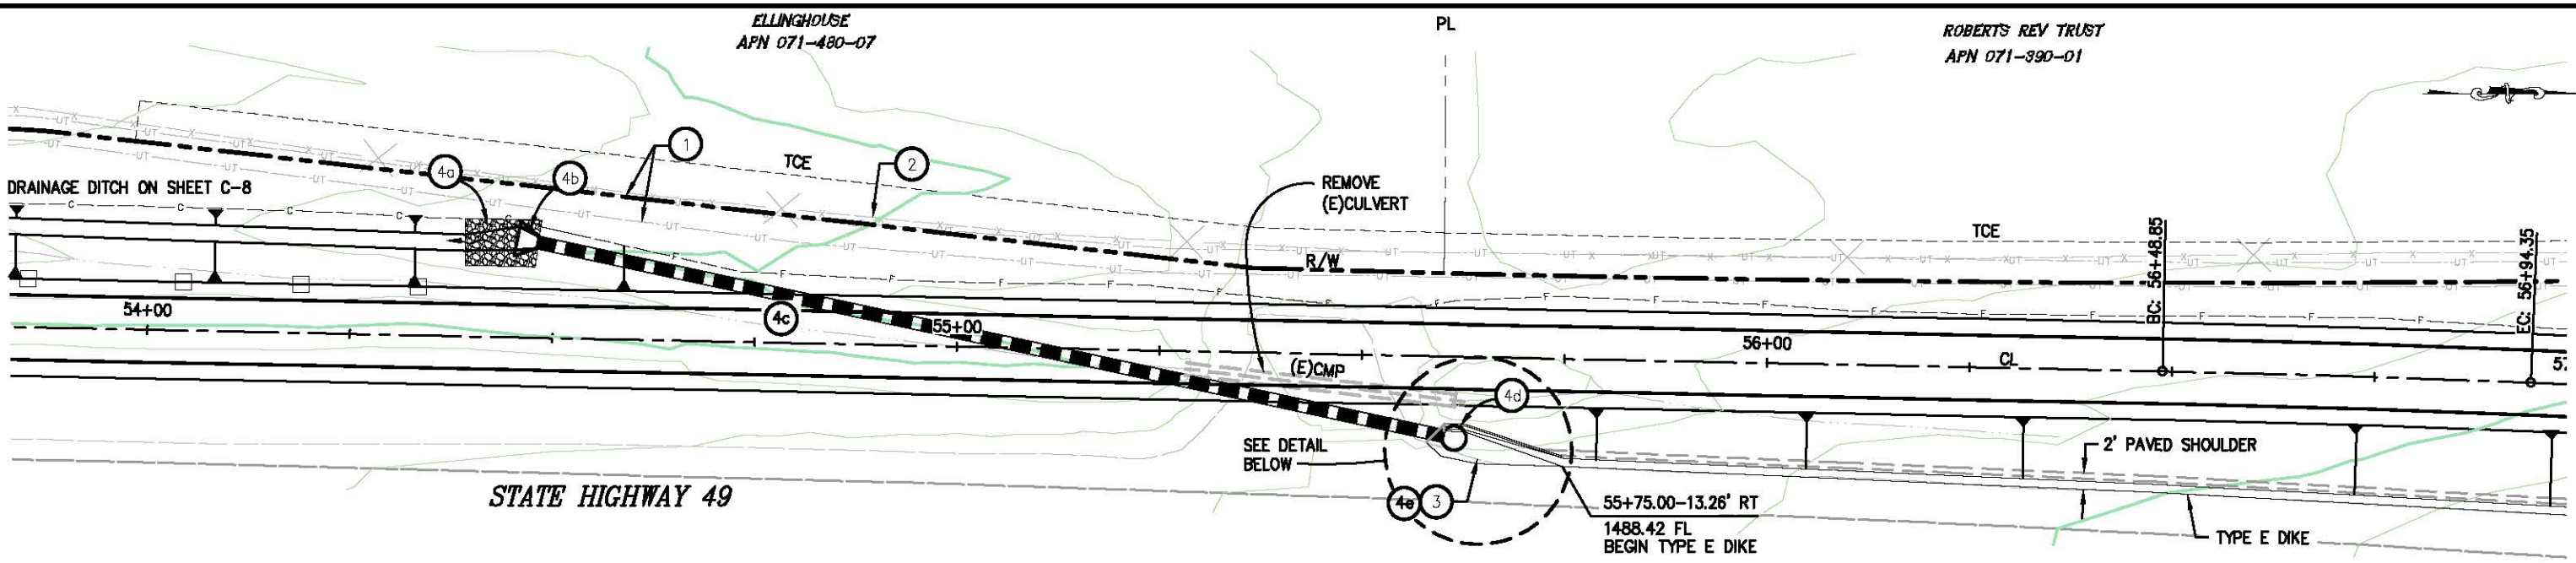 ELLINGHOUSE
APN 071-480-07
PL
ROBERTS REV TRUST
APN 071-390-01
1
2
TCE
4a
4b
DRAINAGE DITCH ON SHEET C-8
REMOVE
(E)CULVERT
TCE
R/W
BC: 56+48.85
EC: 56+94.35
54+00
4c
55+00
56+00
CL
(E)CMP
4d
SEE DETAIL
BELOW
2' PAVED SHOULDER
STATE HIGHWAY 49
4e
3
55+75.00-13.26' RT
1488.42 FL
BEGIN TYPE E DIKE
TYPE E DIKE